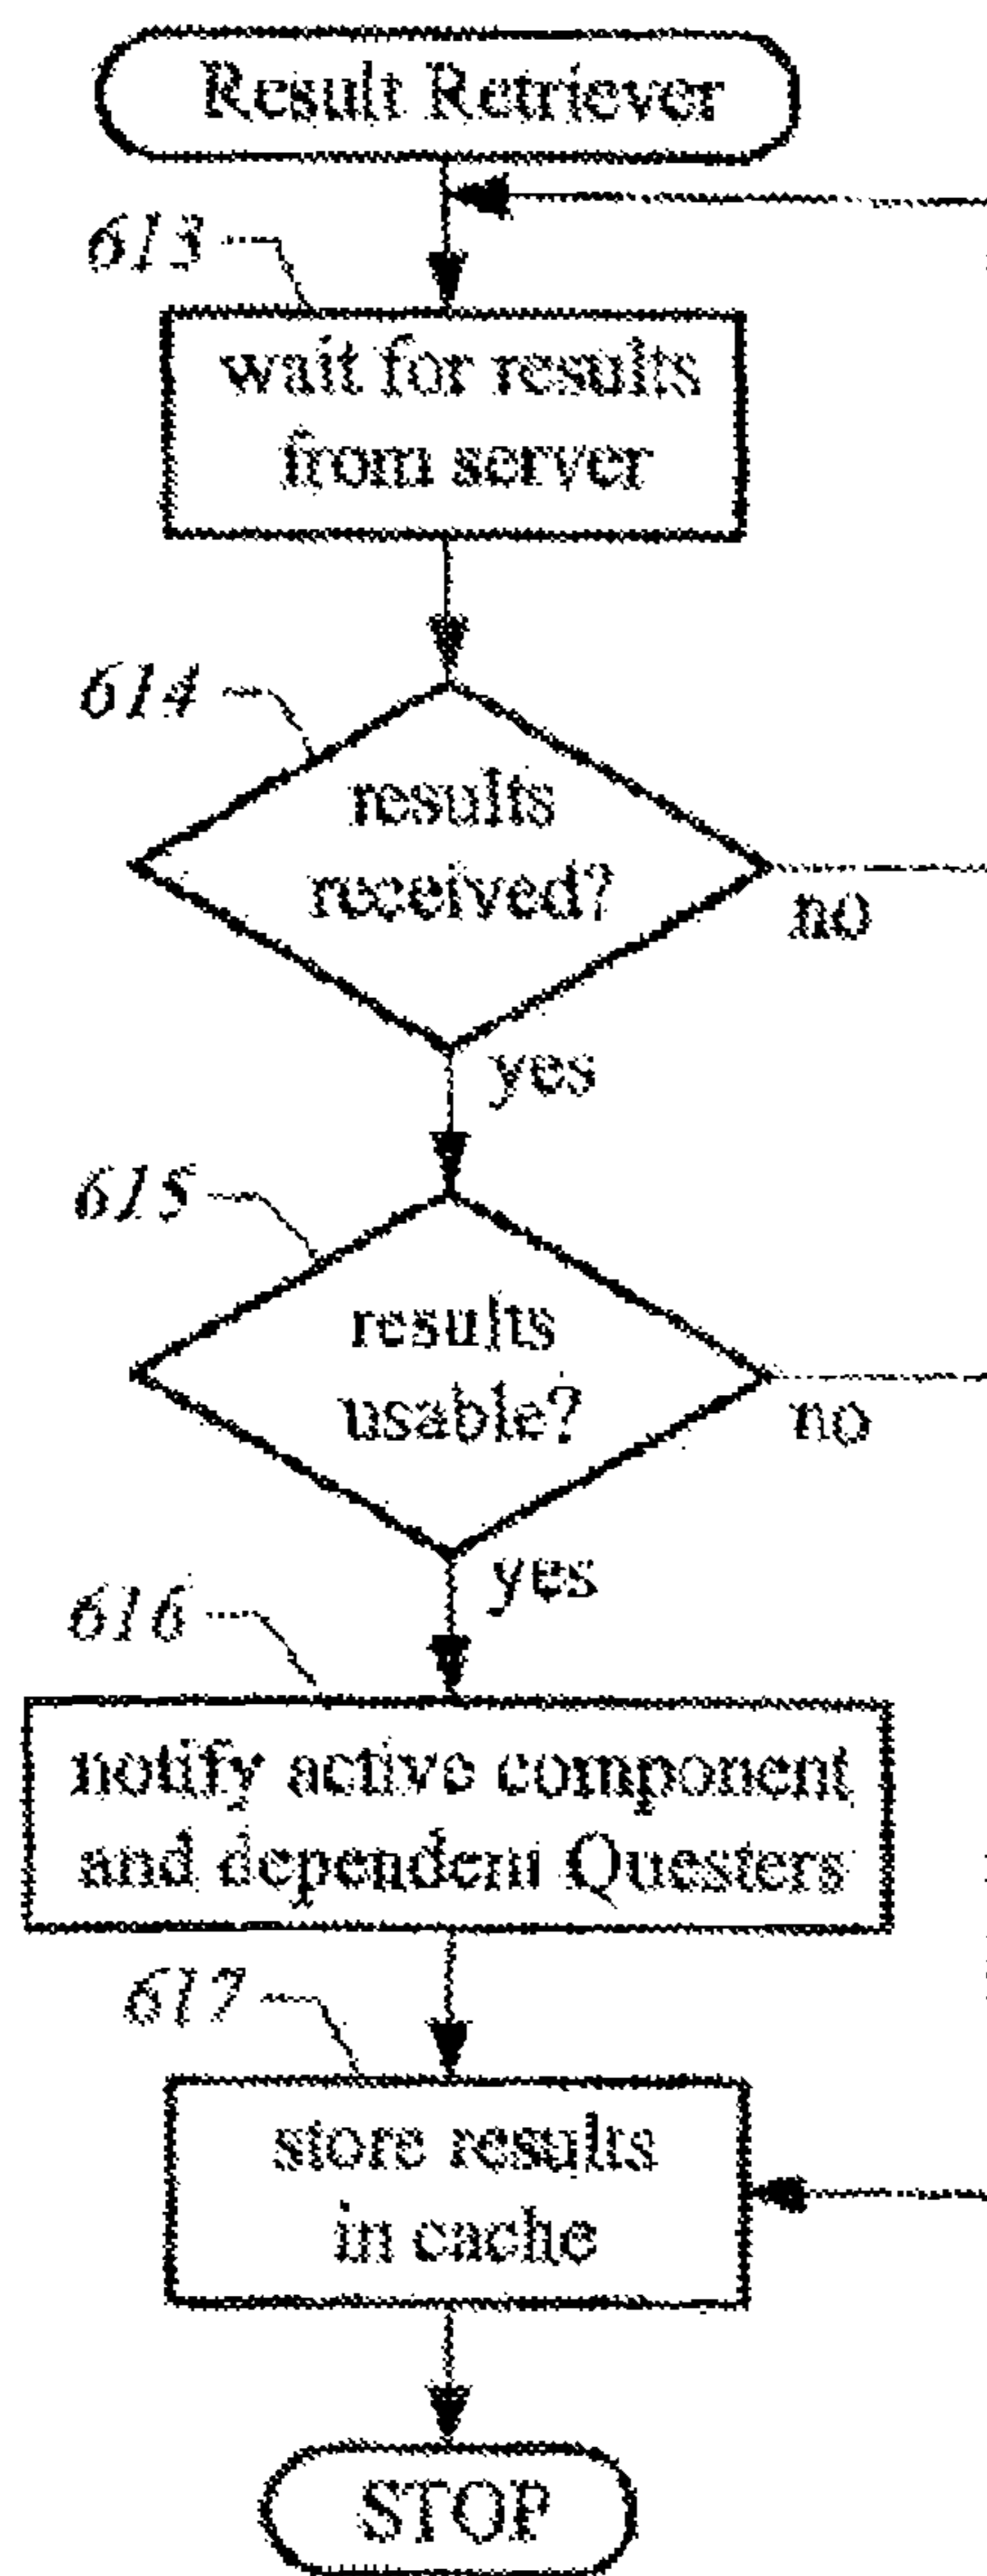 Result Retriever
613
wait for results
from server
614
results
received?
no
yes
615
results
usable?
no
yes
616
notify active component
and dependent Questers
617
store results
in cache
STOP